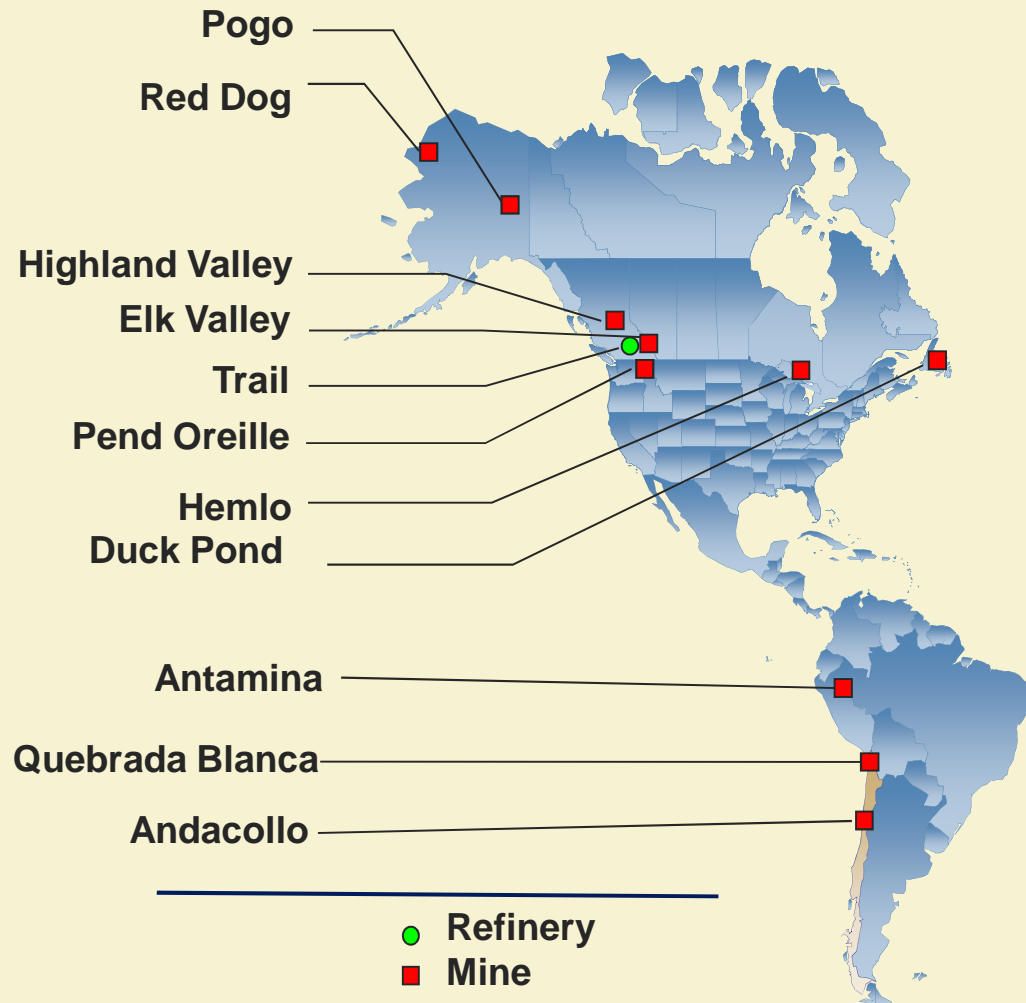 Pogo
Red Dog
Highland Valley
Elk Valley
Trail
Pend Oreille
Hemlo
Duck Pond
Antamina
Quebrada Blanca
Andacollo
Refinery
Mine